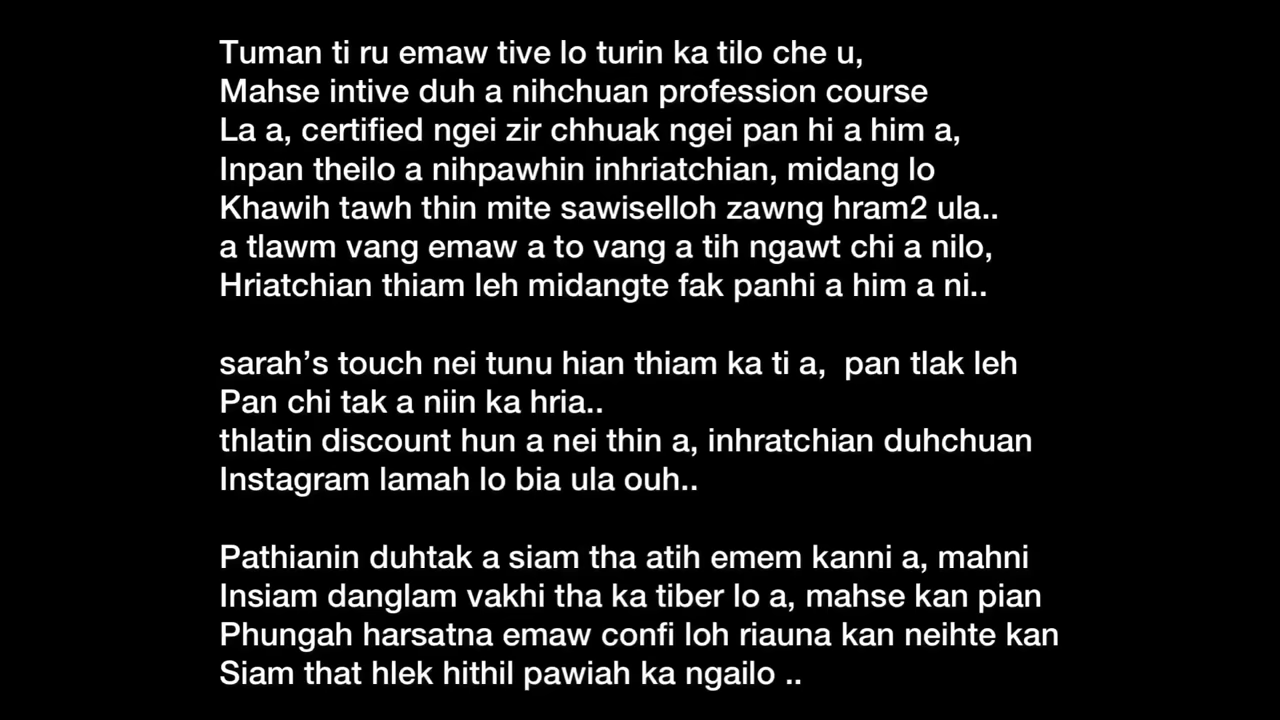 Tuman ti ru emaw tive lo turin ka tilo che u,
Mahse intive duh a nihchuan profession course
La a, certified ngei zir chhuak ngei pan hi a him a,
Inpan theilo a nihpawhin inhriatchian, midang lo
Khawih tawh thin mite sawiselloh zawng hram2 ula..
a tlawm vang emaw a to vang a tih ngawt chi a nilo,
Hriatchian thiam leh midangte fak panhi a him a ni..
sarah’s touch nei tunu hian thiam ka ti a,  pan tlak leh
Pan chi tak a niin ka hria..
thlatin discount hun a nei thin a, inhratchian duhchuan
Instagram lamah lo bia ula ouh..
Pathianin duhtak a siam tha atih emem kanni a, mahni
Insiam danglam vakhi tha ka tiber lo a, mahse kan pian
Phungah harsatna emaw confi loh riauna kan neihte kan
Siam that hlek hithil pawiah ka ngailo ..